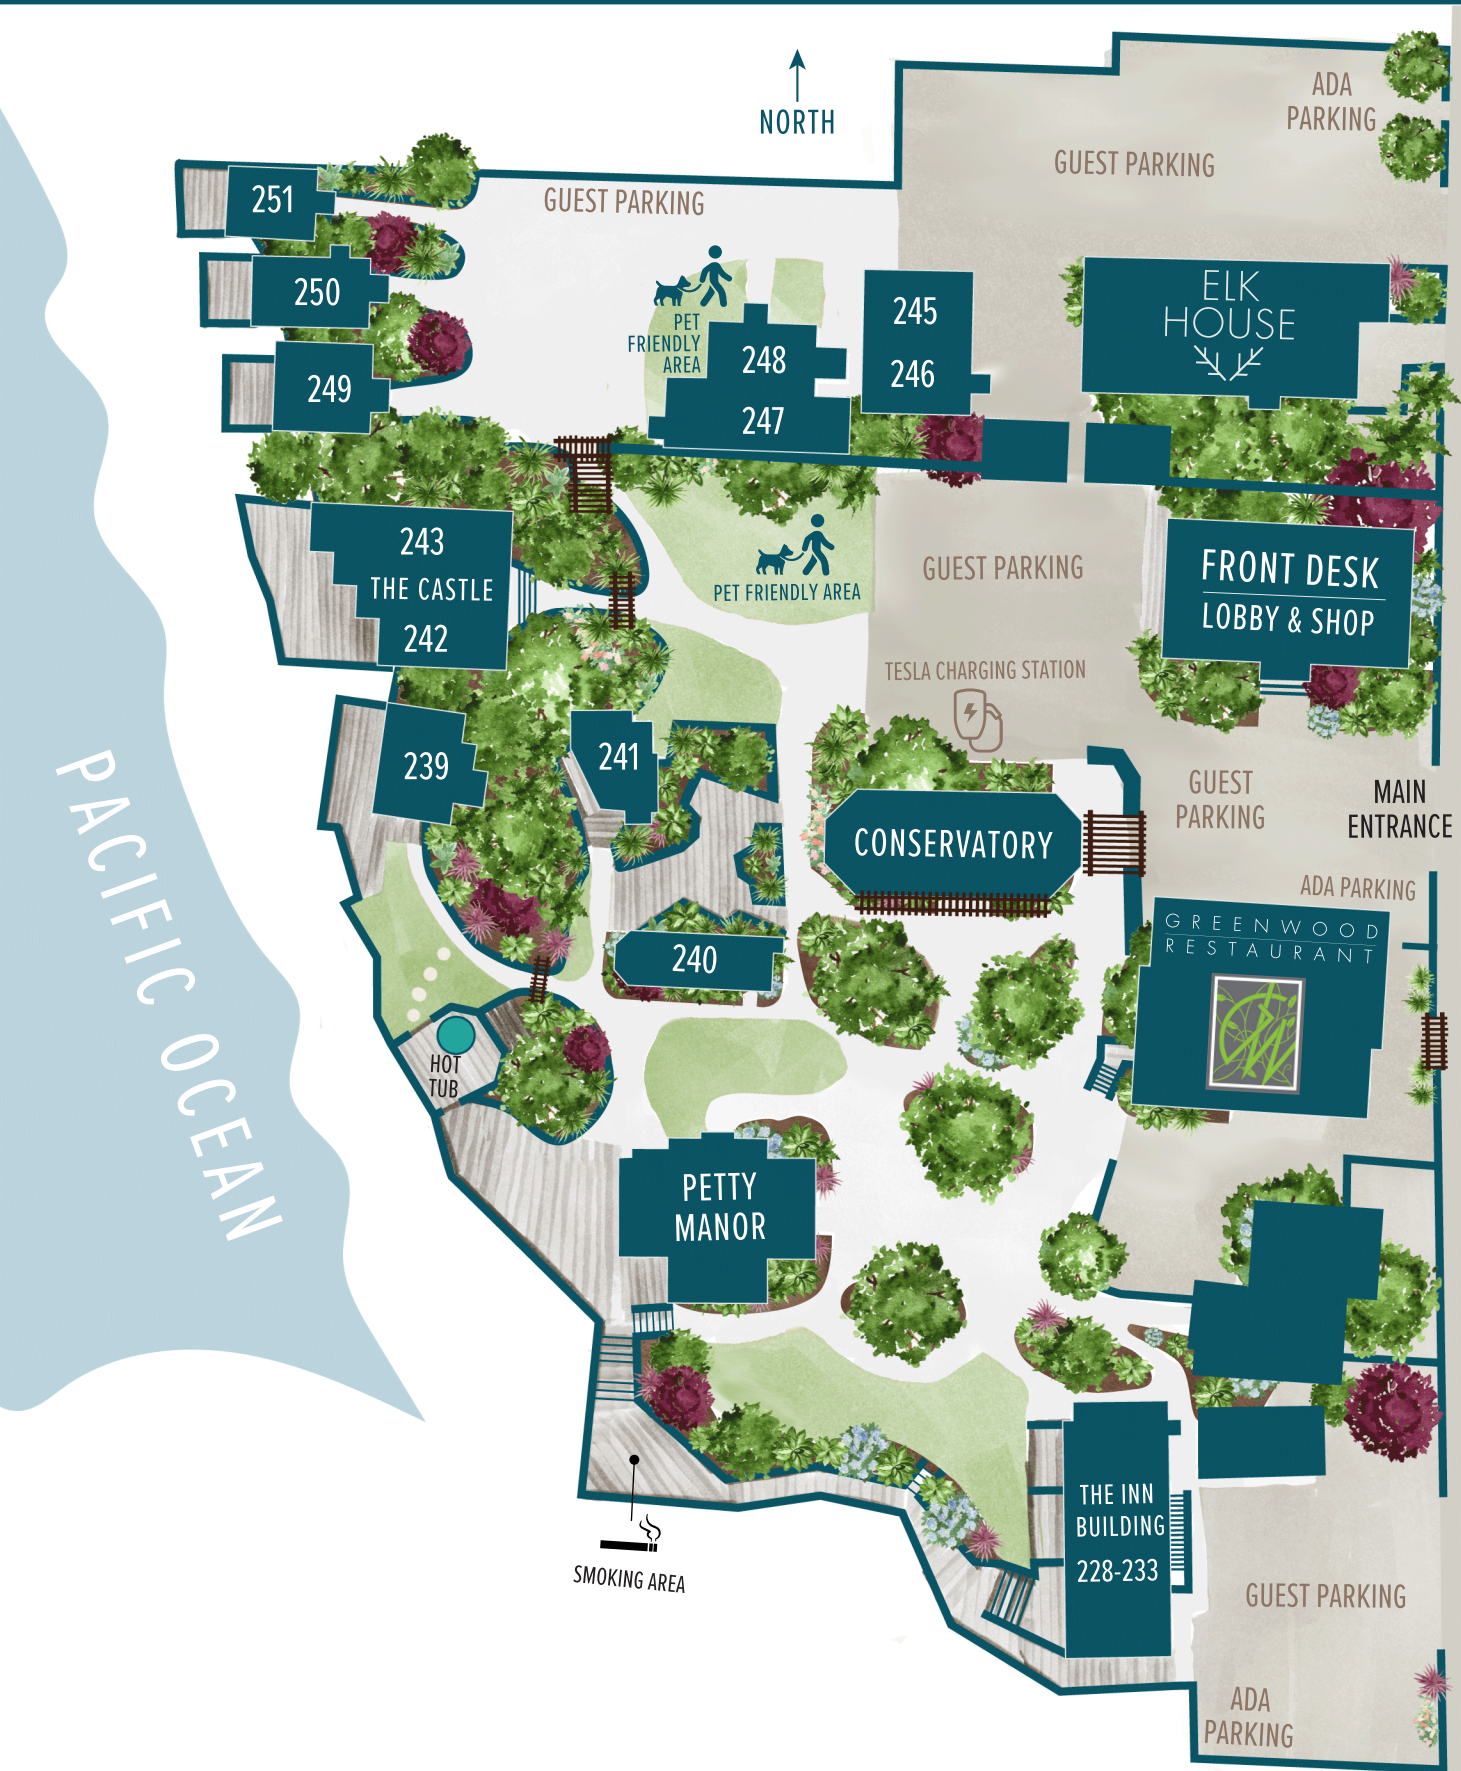 NORTH
ADA
PARKING
GUEST PARKING
GUEST PARKING
251
250
249
PET
FRIENDLY
AREA
248
247
245
246
ELK
HOUSE
243
THE CASTLE
242
PET FRIENDLY AREA
GUEST PARKING
FRONT DESK
LOBBY & SHOP
TESLA CHARGING STATION
239
241
GUEST
PARKING
MAIN
ENTRANCE
CONSERVATORY
ADA PARKING
PACIFIC OCEAN
240
GREENWOOD
RESTAURANT
HOT
TUB
PETTY
MANOR
THE INN
BUILDING
228-233
SMOKING AREA
GUEST PARKING
ADA
PARKING